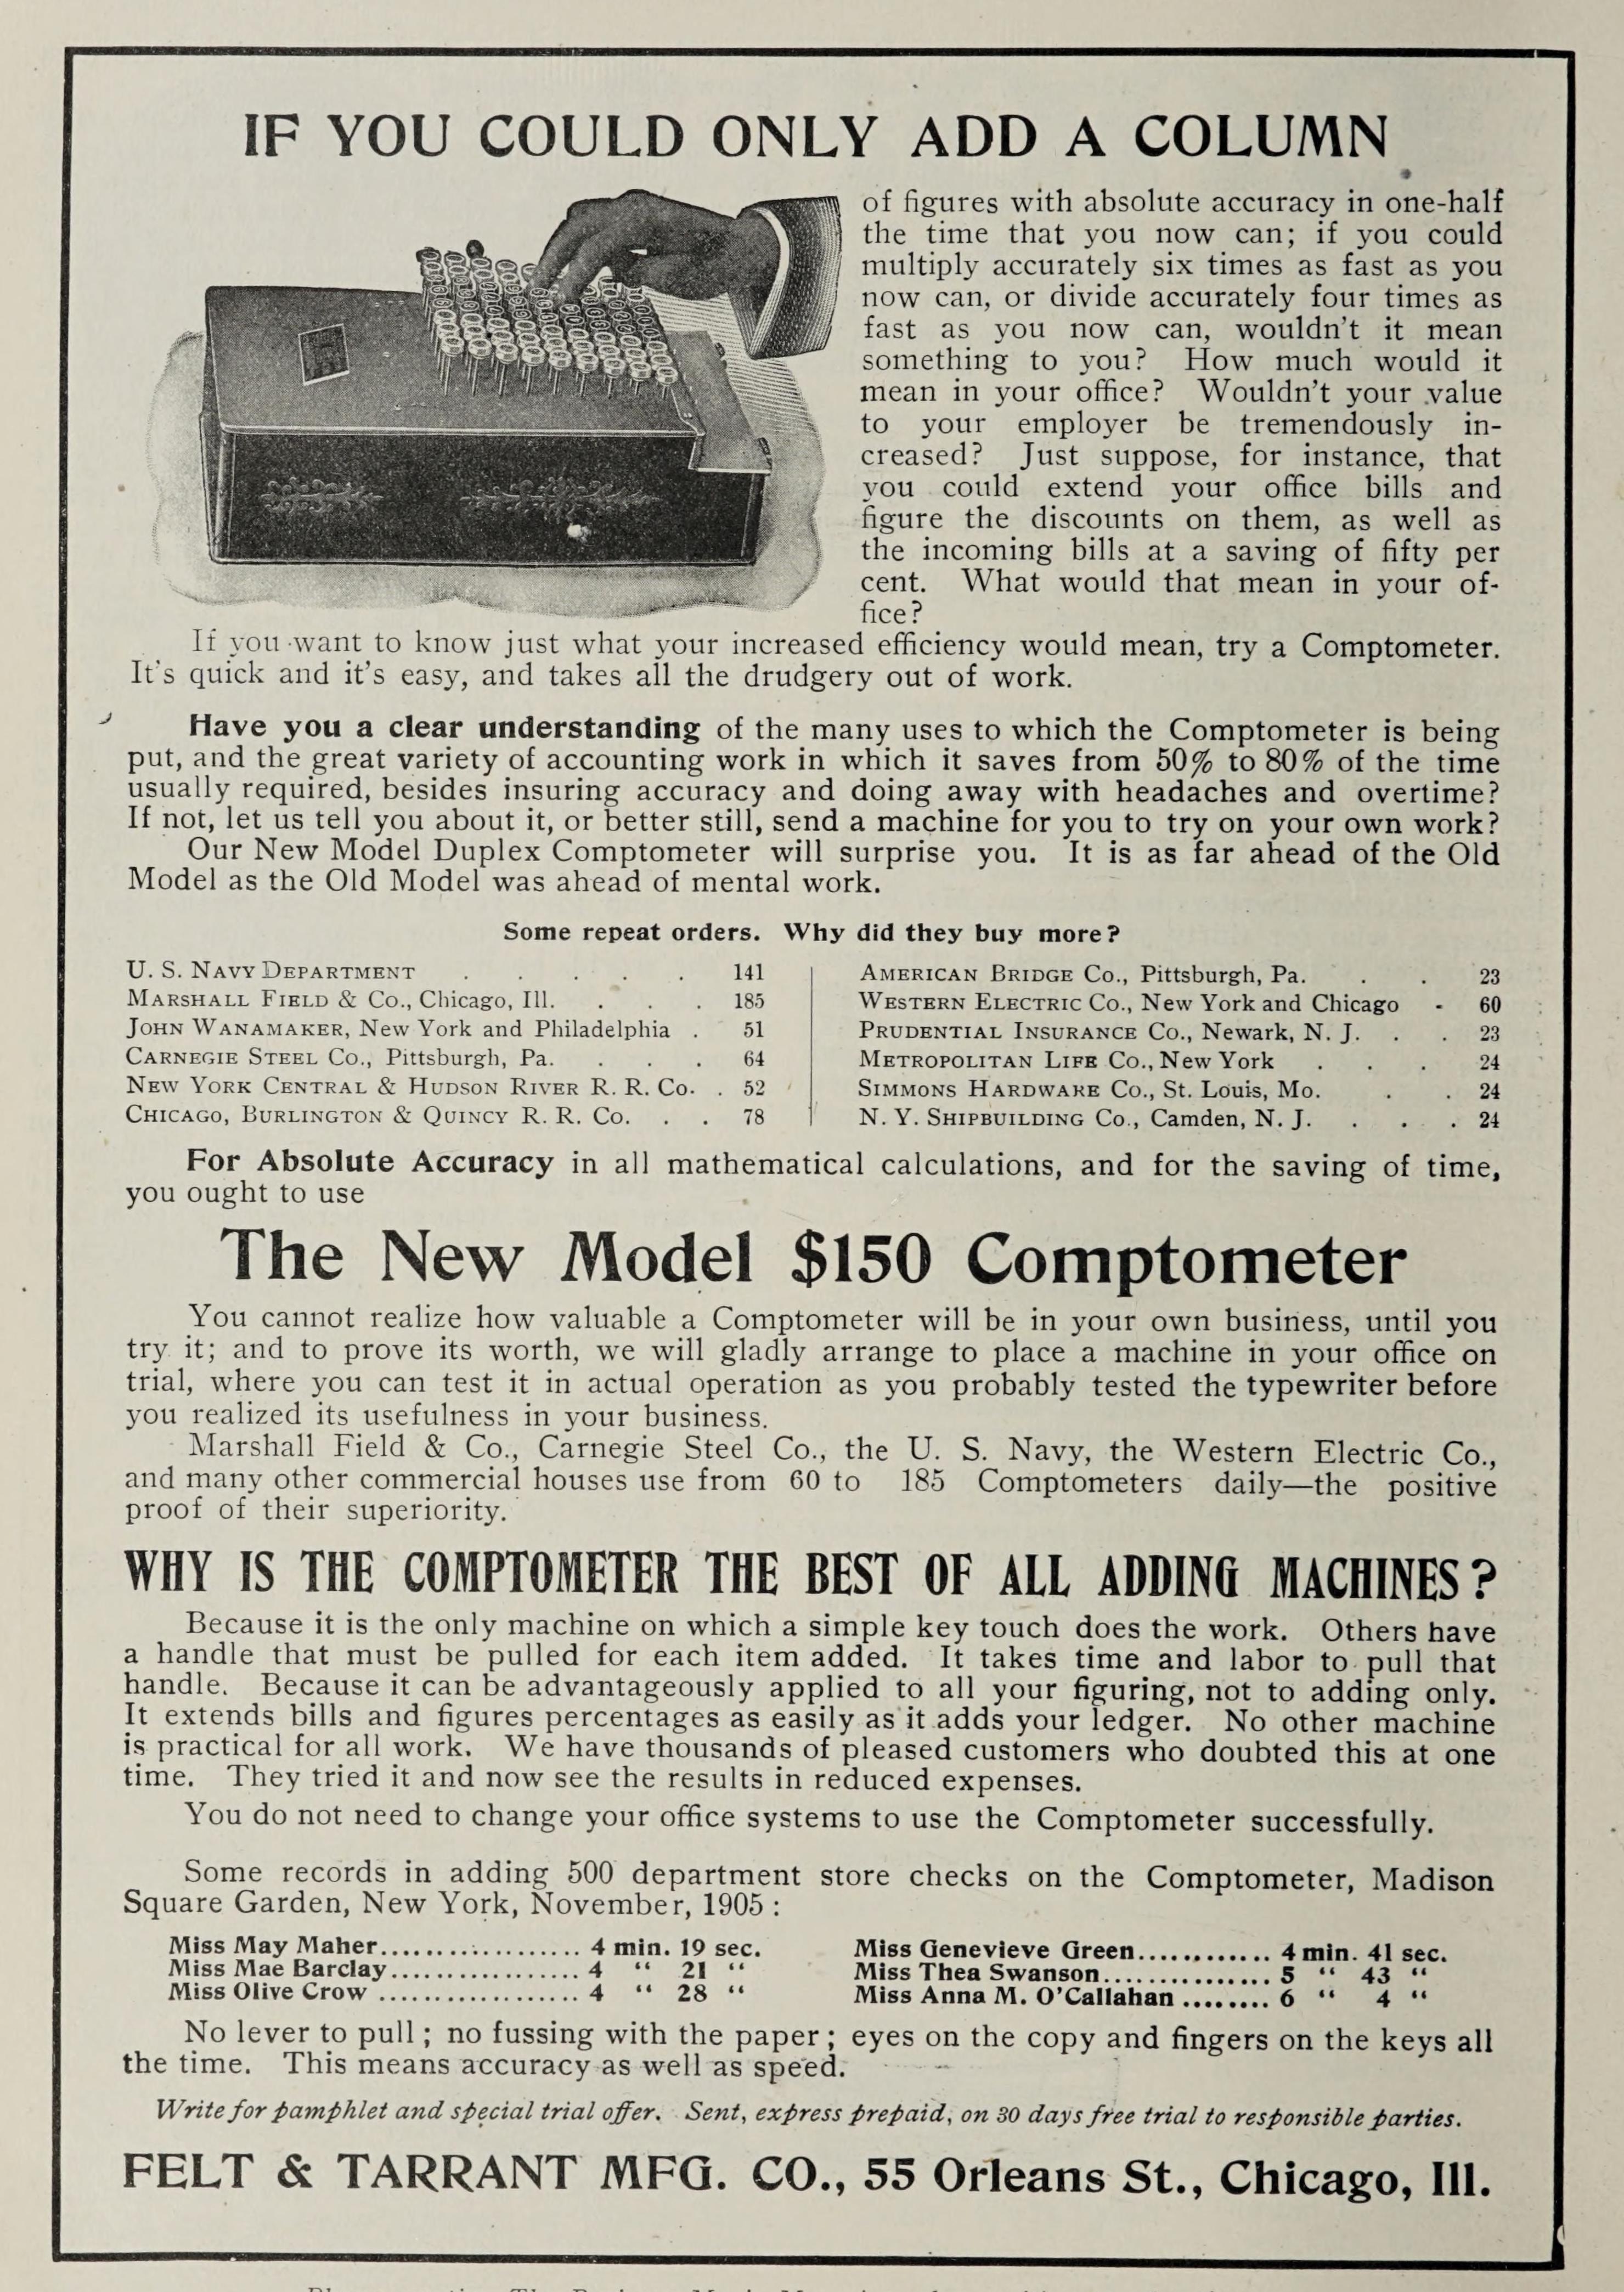 IF YOU COULD ONLY ADD A COLUMN
of figures with absolute accuracy in one-half
the time that you now can; if you could
multiply accurately six times as fast as you
now can, or divide accurately four times as
fast as you now can, wouldn't it mean
something to you? How much would it
mean in your office? Wouldn't your value
to your employer be tremendously in-
creased? Just suppose, for instance, that
you could extend your office bills and
figure the discounts on them, as well as
the incoming bills at a saving of fifty per
cent. What would that mean in your of-
fice?
If you want to know just what your increased efficiency would mean, try a Comptometer.
It's quick and it's easy, and takes all the drudgery out of work.
Have you a clear understanding of the many uses to which the Comptometer is being
put, and the great variety of accounting work in which it saves from 50% to 80% of the time
usually required, besides insuring accuracy and doing away with headaches and overtime?
If not, let us tell you about it, or better still, send a machine for you to try on your own work?
Our New Model Duplex Comptometer will surprise you. It is as far ahead of the Old
Model as the Old Model was ahead of mental work.
Some repeat orders. Why did they buy more?
U. S. NAVY DEPARTMENT . . . . . 141
MARSHALL FIELD & Co., Chicago, Ill. . . . 185
JOHN WANAMAKER, New York and Philadelphia . 51
CARNEGIE STEEL Co., Pittsburgh, Pa. . . . 64
NEW YORK CENTRAL & HUDSON RIVER R. R. Co. . 52
CHICAGO, BURLINGTON & QUINCY R. R. Co. . . 78
AMERICAN BRIDGE Co., Pittsburgh, Pa. . . 23
WESTERN ELECTRIC Co., New York and Chicago - 60
PRUDENTIAL INSURANCE Co., Newark, N. J. . . 23
METROPOLITAN LIFE Co., New York . . . 24
SIMMONS HARDWARE Co., St. Louis, Mo. . . 24
N. Y. SHIPBUILDING Co., Camden, N. J. . . . 24
For Absolute Accuracy in all mathematical calculations, and for the saving of time,
you ought to use
The New Model $150 Comptometer
You cannot realize how valuable a Comptometer will be in your own business, until you
try it; and to prove its worth, we will gladly arrange to place a machine in your office on
trial, where you can test it in actual operation as you probably tested the typewriter before
you realized its usefulness in your business.
Marshall Field & Co., Carnegie Steel Co., the U. S. Navy, the Western Electric Co.,
and many other commercial houses use from 60 to 185 Comptometers daily—the positive
proof of their superiority.
WHY IS THE COMPTOMETER THE BEST OF ALL ADDING MACHINES?
Because it is the only machine on which a simple key touch does the work. Others have
a handle that must be pulled for each item added. It takes time and labor to pull that
handle. Because it can be advantageously applied to all your figuring, not to adding only.
It extends bills and figures percentages as easily as it adds your ledger. No other machine
is practical for all work. We have thousands of pleased customers who doubted this at one
time. They tried it and now see the results in reduced expenses.
You do not need to change your office systems to use the Comptometer successfully.
Some records in adding 500 department store checks on the Comptometer, Madison
Square Garden, New York, November, 1905:
Miss May Maher.................... 4 min. 19 sec.
Miss Mae Barclay.................. 4 " 21 "
Miss Olive Crow ................... 4 " 28 "
Miss Genevieve Green............ 4 min. 41 sec.
Miss Thea Swanson................ 5 " 43 "
Miss Anna M. O'Callahan ........ 6 " 4 "
No lever to pull; no fussing with the paper; eyes on the copy and fingers on the keys all
the time. This means accuracy as well as speed.
Write for pamphlet and special trial offer. Sent, express prepaid, on 30 days free trial to responsible parties.
FELT & TARRANT MFG. CO., 55 Orleans St., Chicago, Ill.